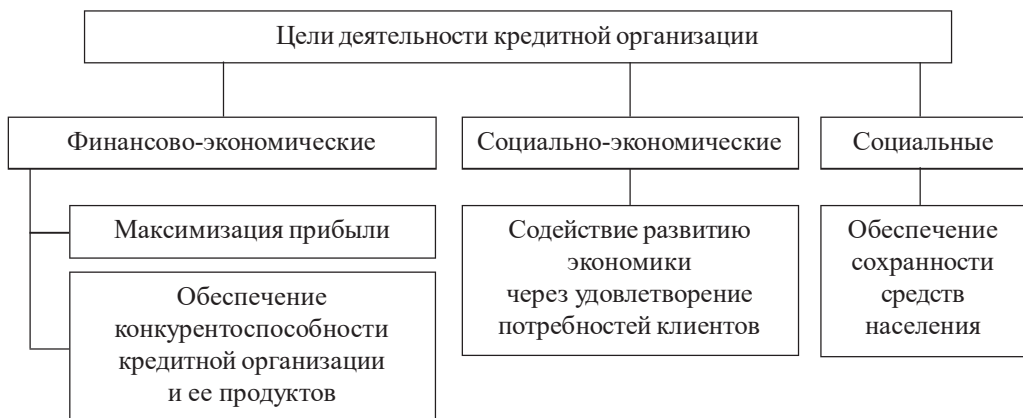 Цели деятельности кредитной организации
Финансово-экономические
Социально-экономические
Социальные
Максимизация прибыли
Обеспечение
конкурентоспособности
кредитной организации
и ее продуктов
Содействие развитию
экономики
через удовлетворение
потребностей клиентов
Обеспечение
сохранности
средств
населения